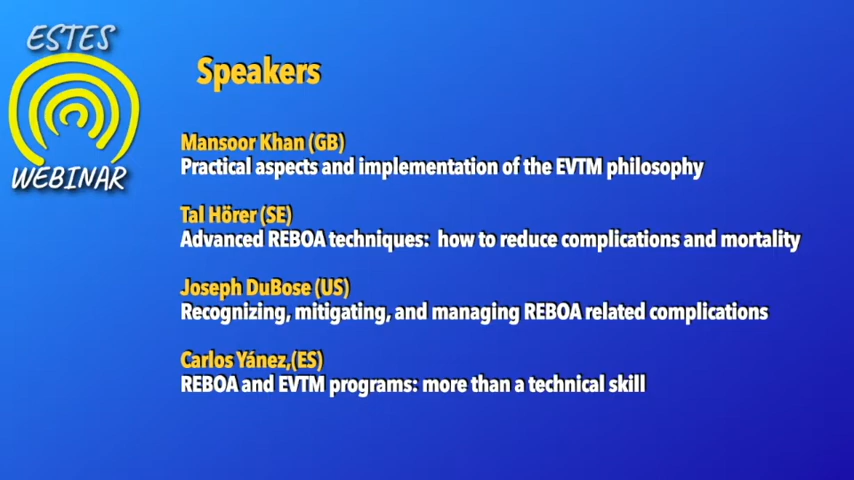 ESTES
WEBINAR
Speakers
Mansoor Khan (GB)
Practical aspects and implementation of the EVTM philosophy
Tal Hörer (SE)
Advanced REBOA techniques: how to reduce complications and mortality
Joseph DuBose (US)
Recognizing, mitigating, and managing REBOA related complications
Carlos Yánez,(ES)
REBOA and EVTM programs: more than a technical skill